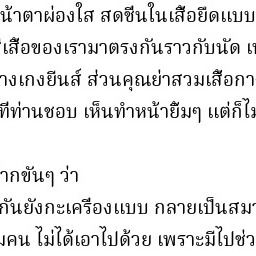 น้าตาผ่องใส สดชื่นในเสื้อยืดแบบ
เสื้อของเรามาตรงกันราวกับนัด
างเกงยีนส์ ส่วนคุณย่าสวมเสื้อกา
ที่ท่านชอบ เห็นทำหน้ายิ้มๆ แต่ก็ไม
ากขันๆ ว่า
กันยังกะเครื่องแบบ กลายเป็นสมา
มคน ไม่ได้เอาไปด้วย เพราะมีไปช่ว